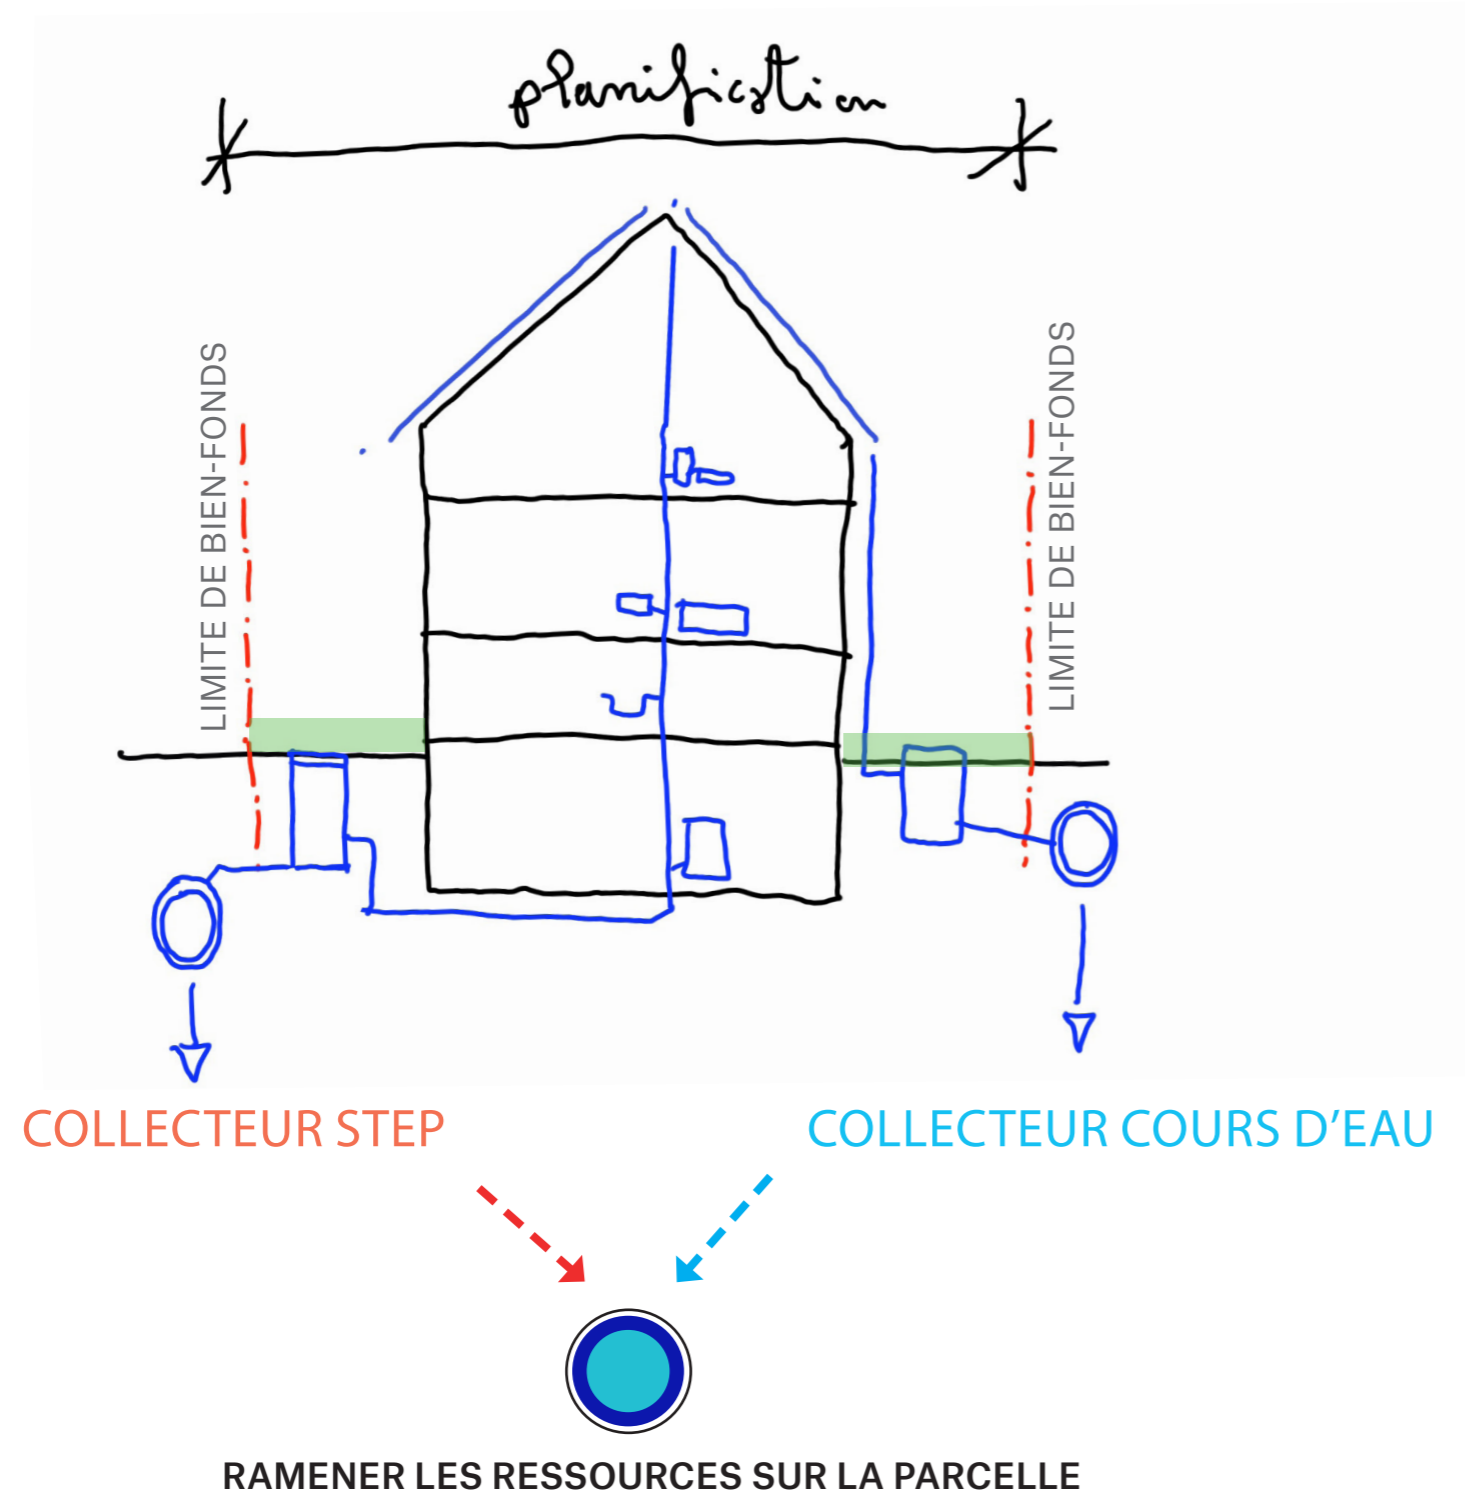 planification
LIMITE DE BIEN-FONDS
LIMITE DE BIEN-FONDS
COLLECTEUR STEP
COLLECTEUR COURS D'EAU
RAMENER LES RESSOURCES SUR LA PARCELLE